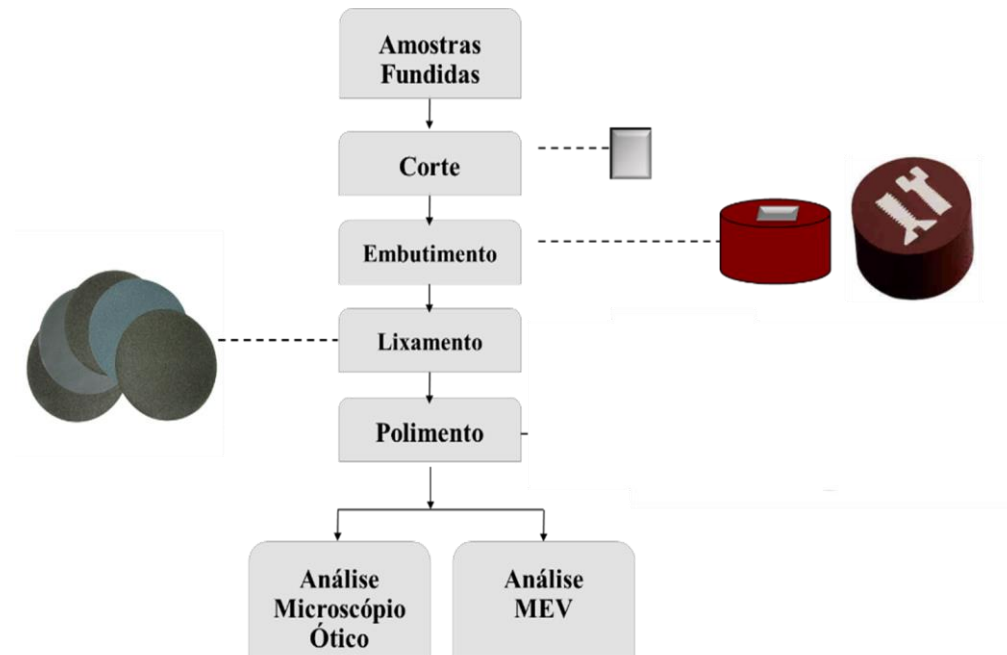 Amostras
Fundidas
Corte
Embutimento
Lixamento
Polimento
Análise
Microscópio
Ótico
Análise
MEV